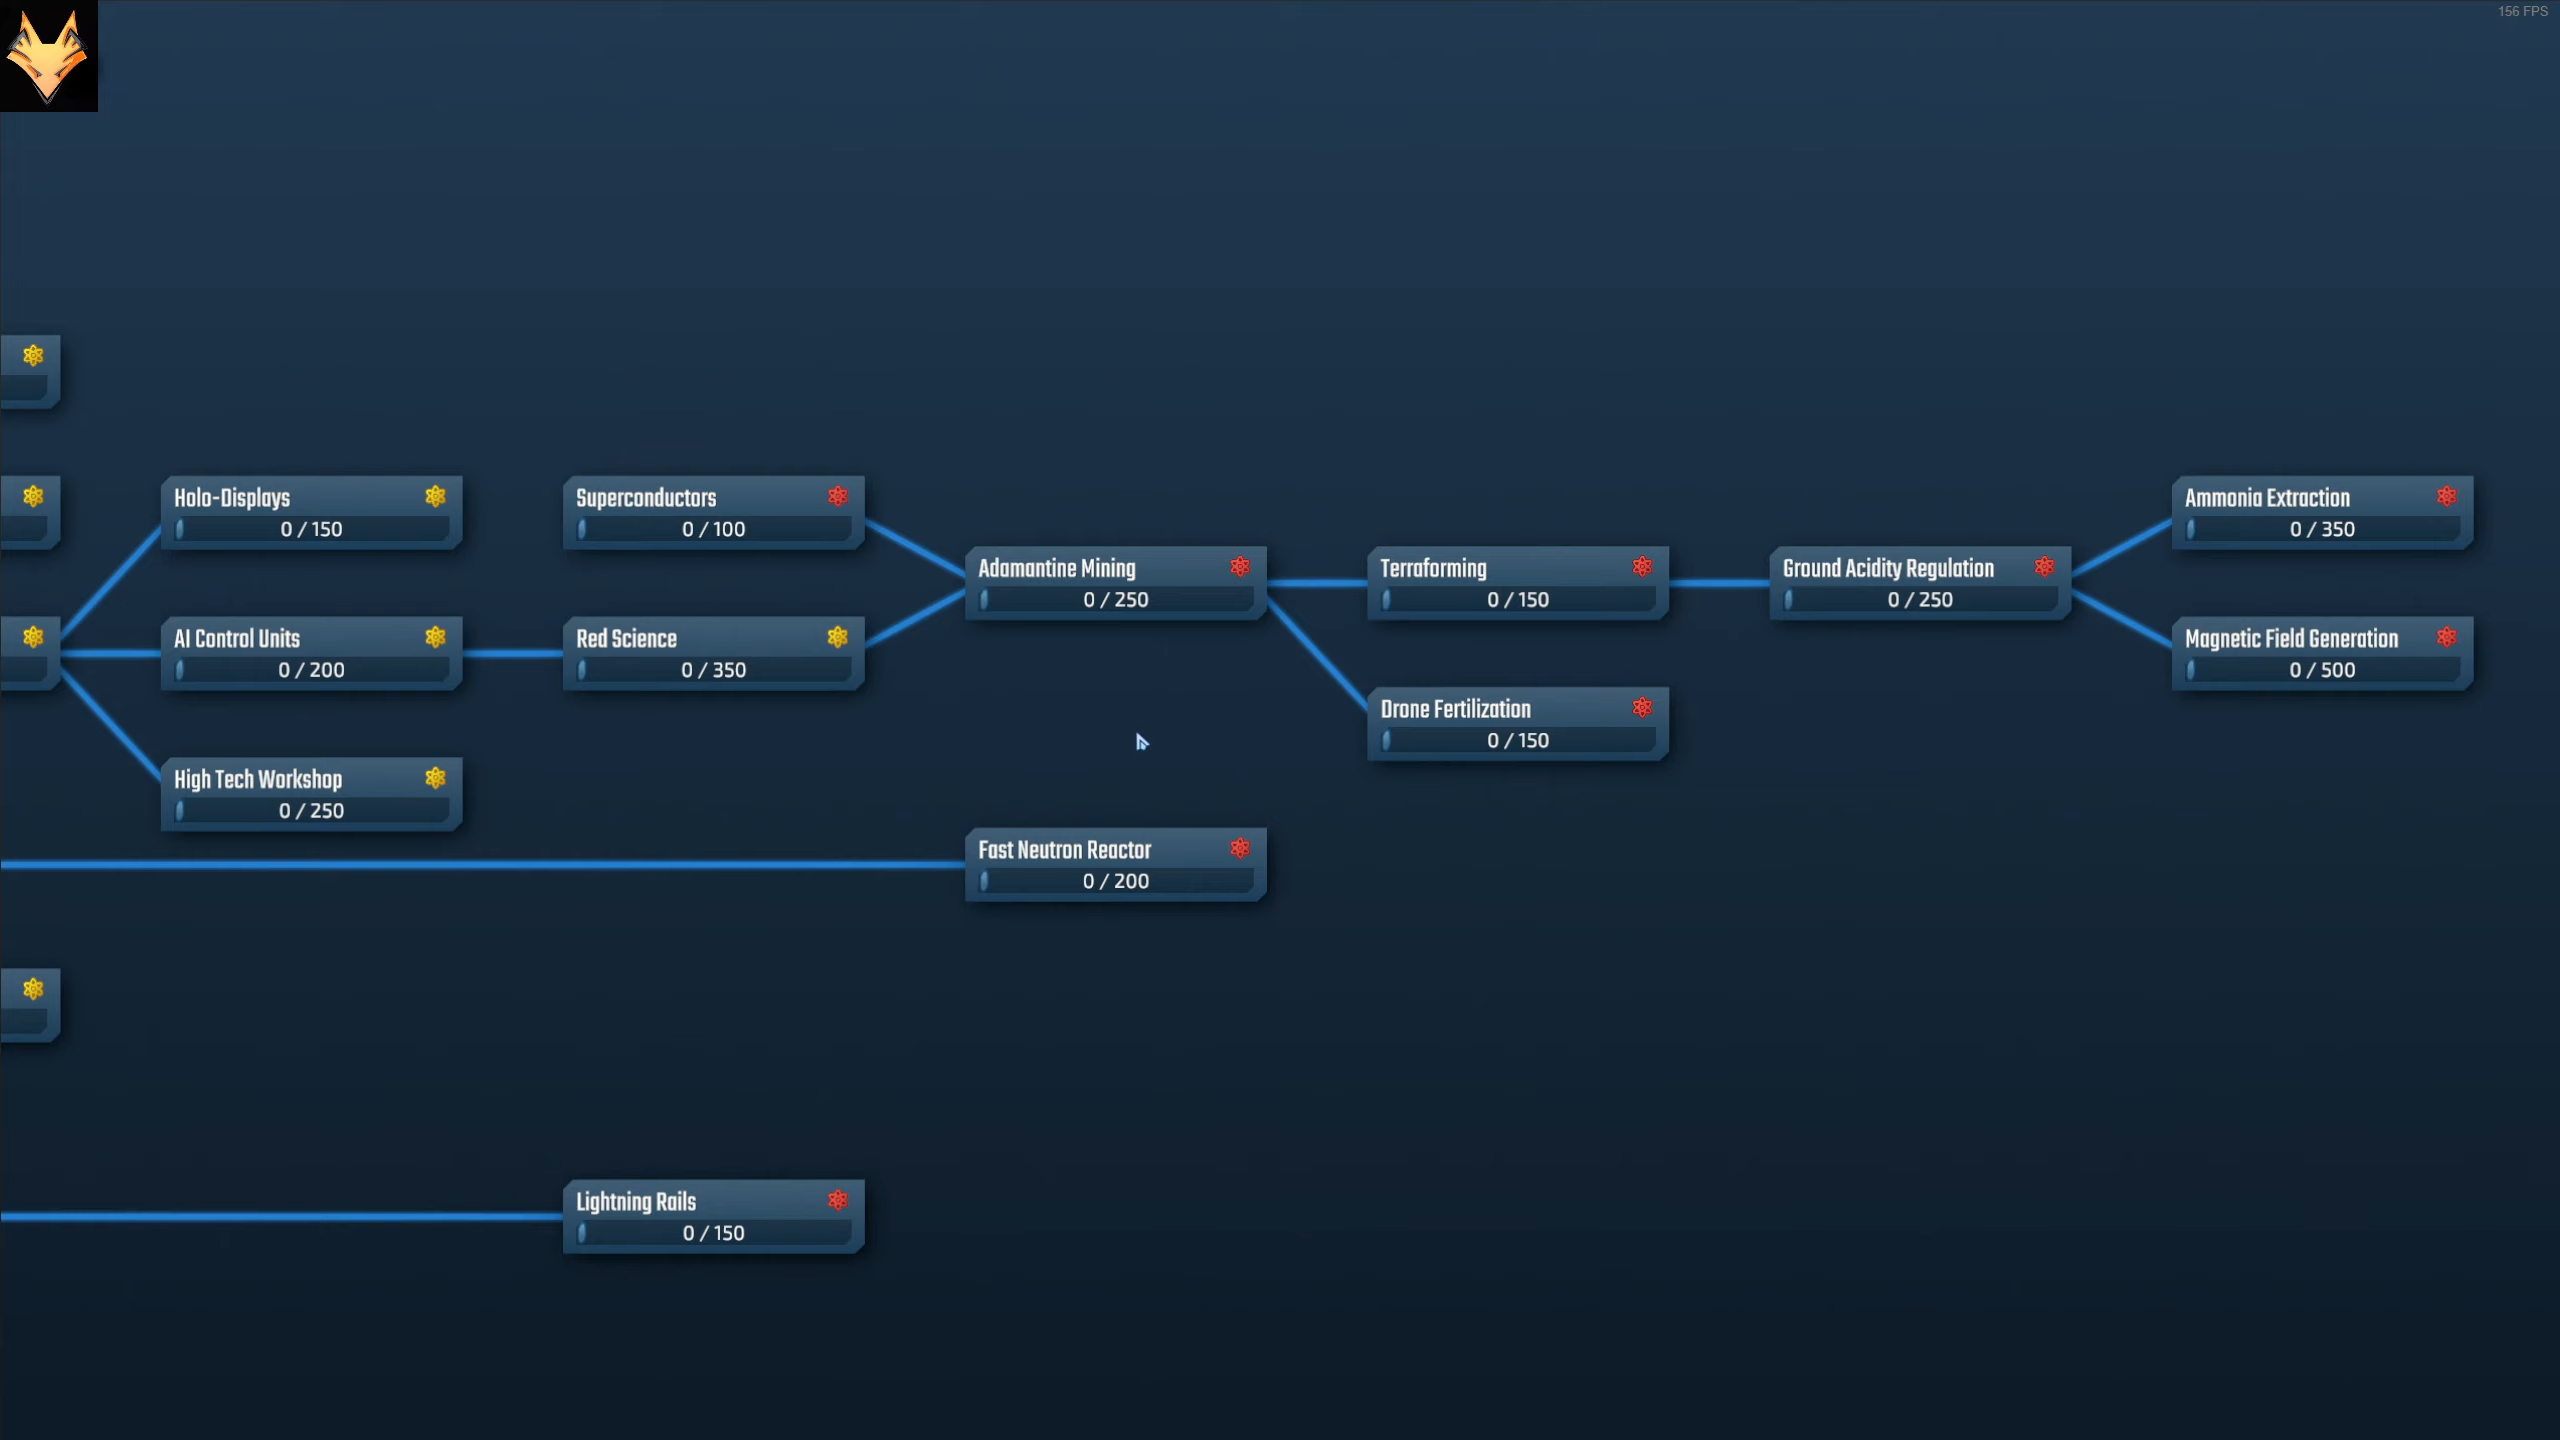 156 FPS
Holo-Displays
0 / 150
Superconductors
0 / 100
Ammonia Extraction
0 / 350
Adamantine Mining
0 / 250
Terraforming
0 / 150
Ground Acidity Regulation
0 / 250
AI Control Units
0 / 200
Red Science
0 / 350
Magnetic Field Generation
0 / 500
Drone Fertilization
0 / 150
High Tech Workshop
0 / 250
Fast Neutron Reactor
0 / 200
Lightning Rails
0 / 150